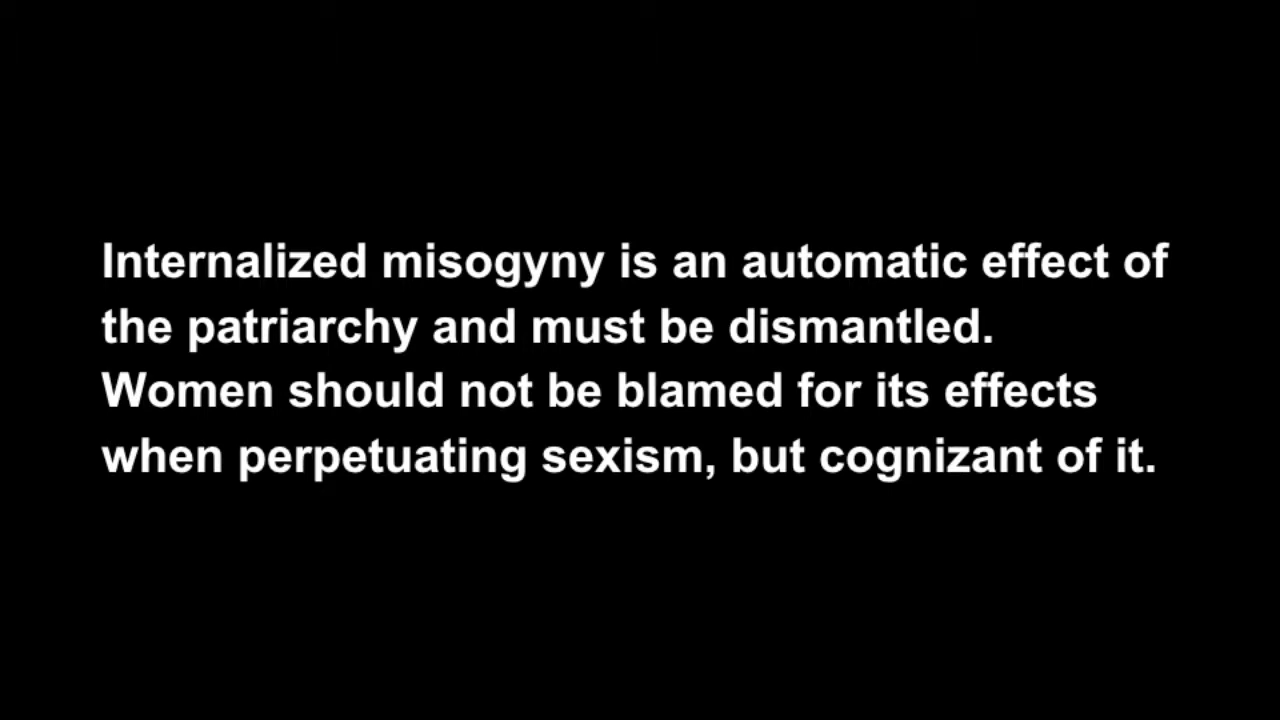 Internalized misogyny is an automatic effect of
the patriarchy and must be dismantled.
Women should not be blamed for its effects
when perpetuating sexism, but cognizant of it.